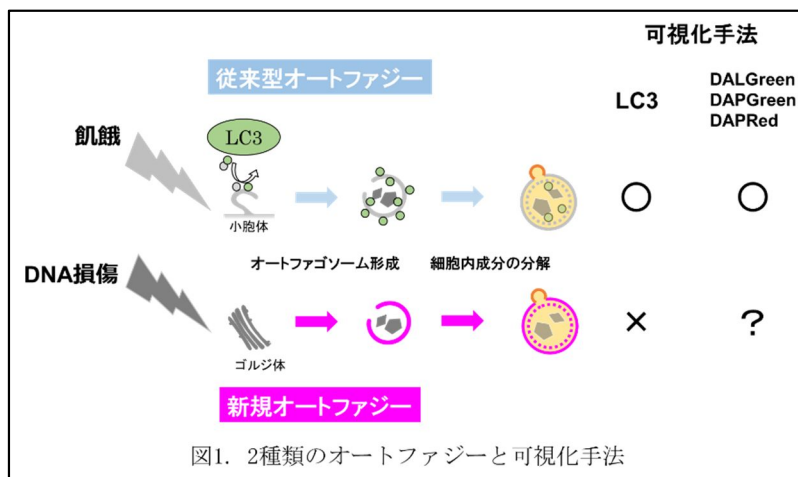 可視化手法
従来型オートファジー
LC3
DALGreen
DAPGreen
DAPRed
飢餓
LC3
小胞体
○
○
オートファゴソーム形成
細胞内成分の分解
DNA損傷
ゴルジ体
×
?
新規オートファジー
図1. 2種類のオートファジーと可視化手法